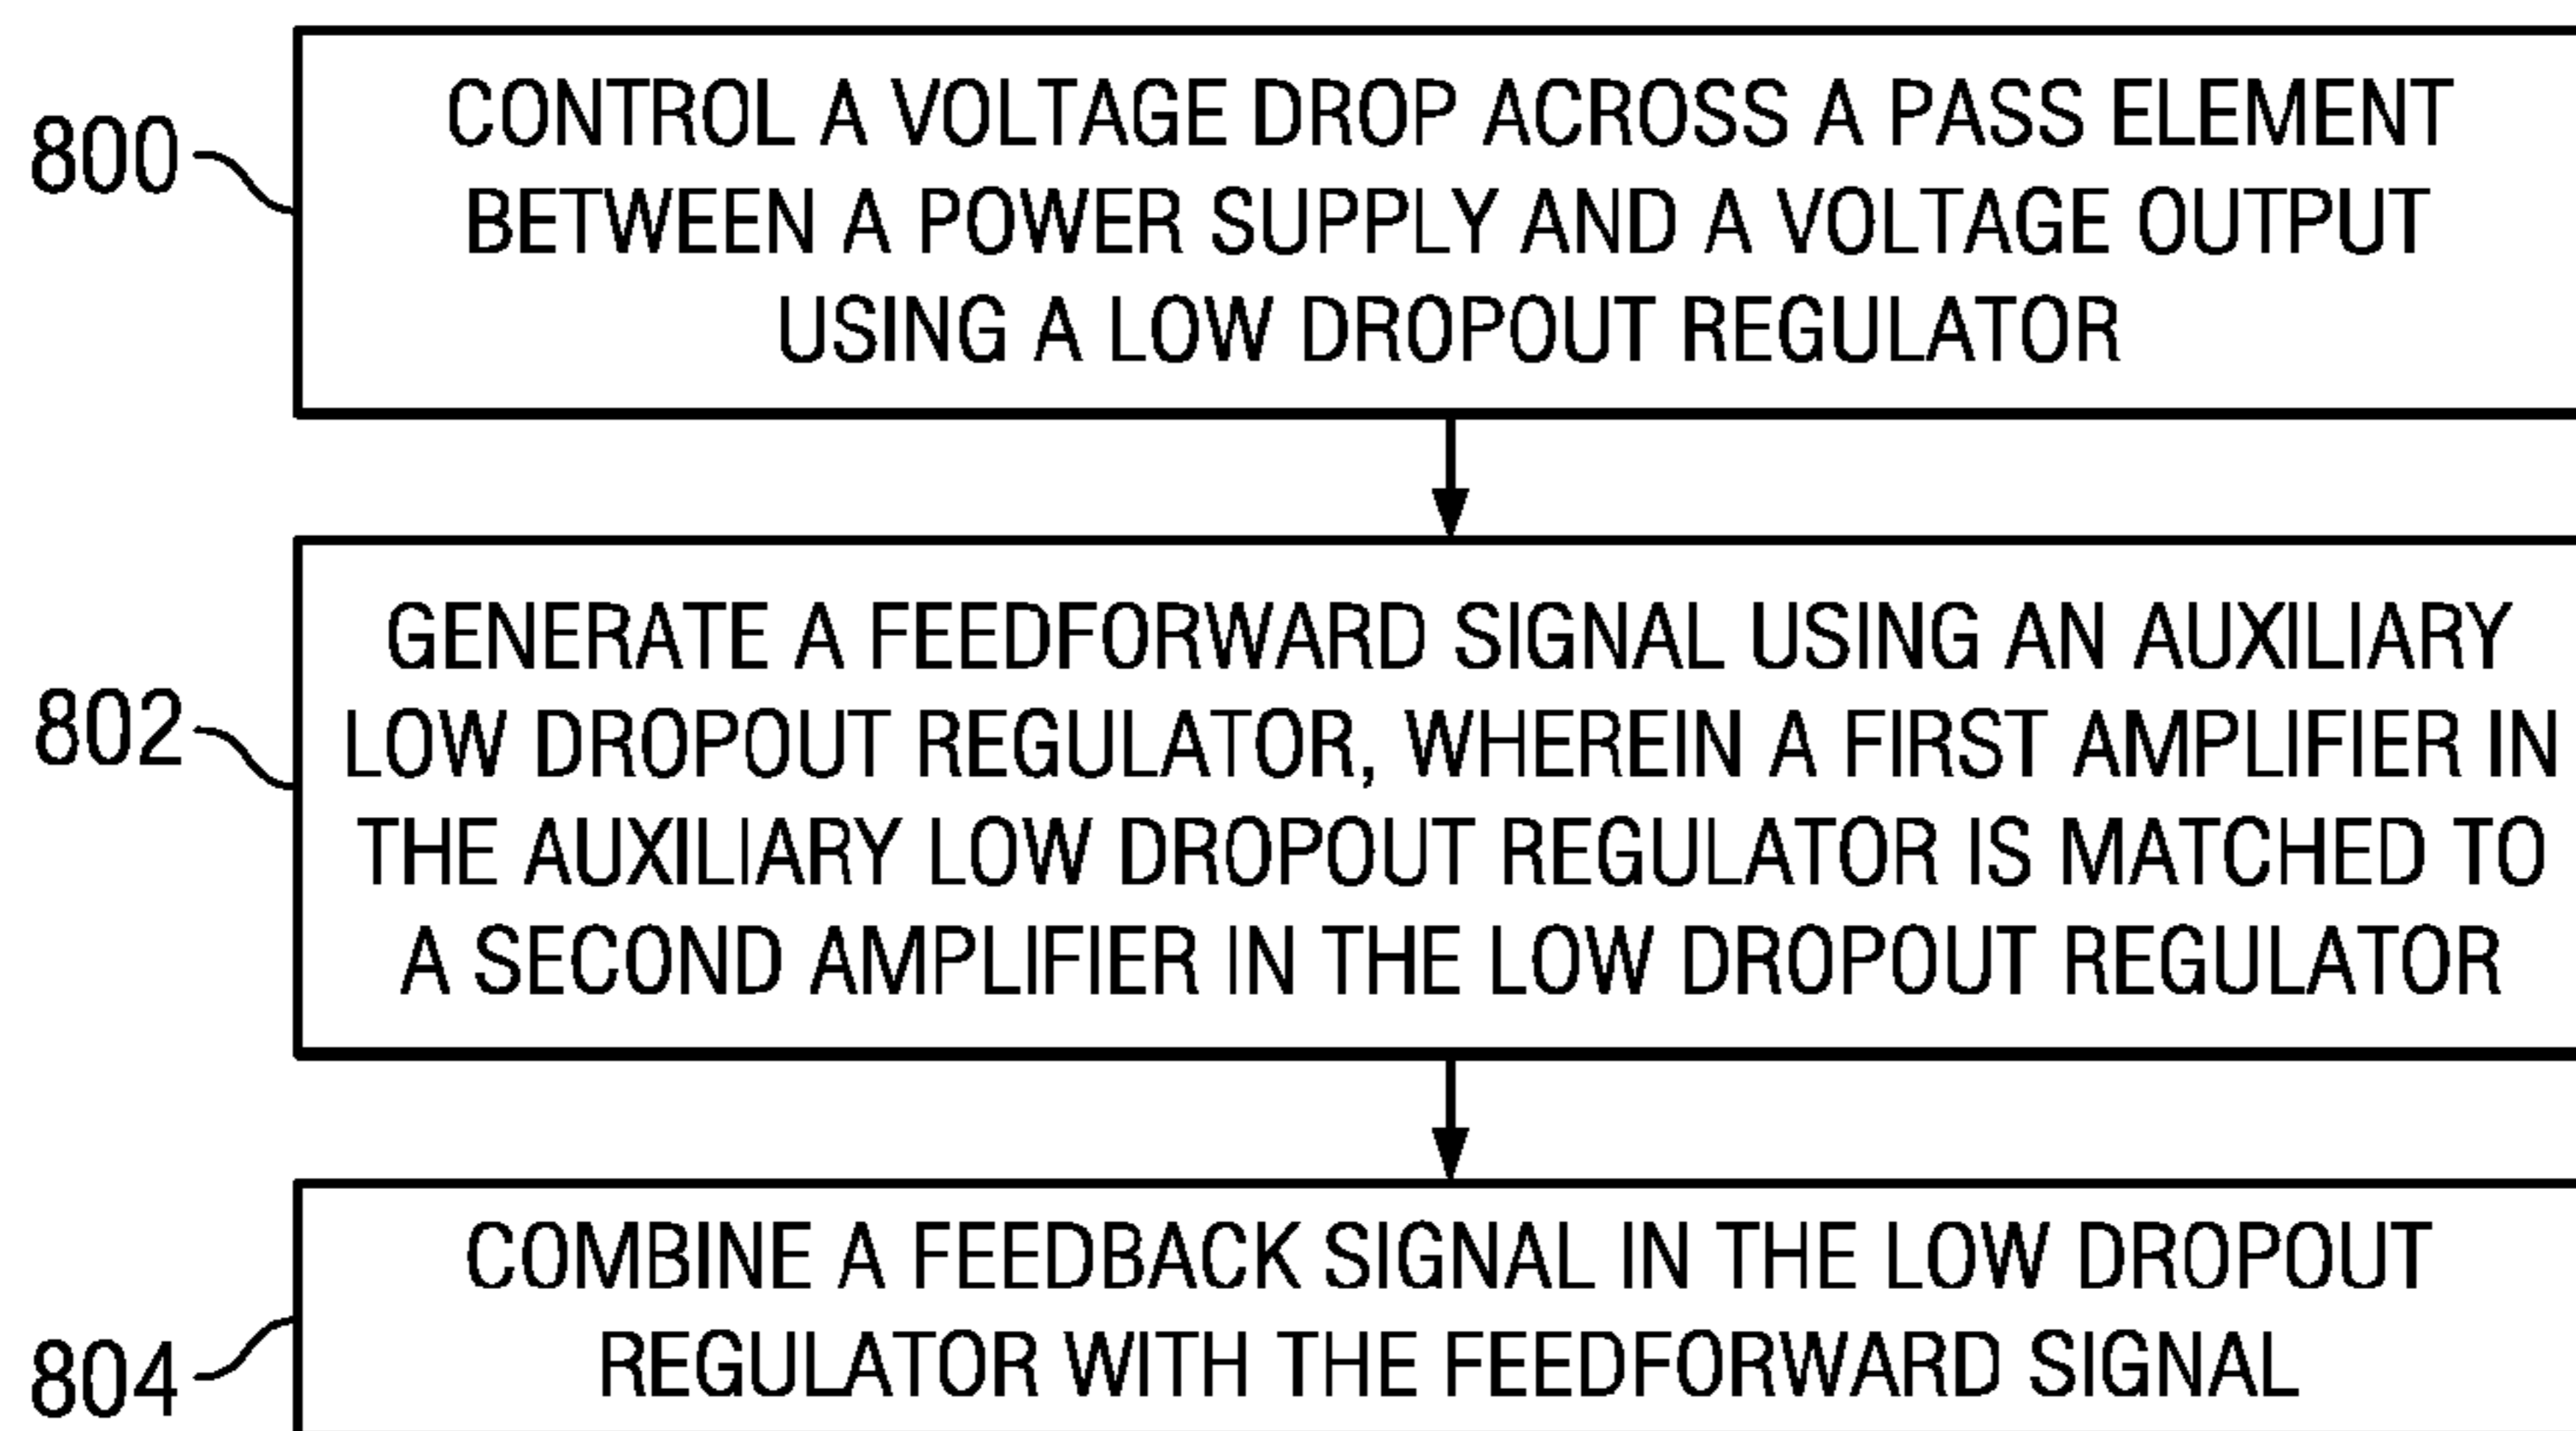 800
CONTROL A VOLTAGE DROP ACROSS A PASS ELEMENT
BETWEEN A POWER SUPPLY AND A VOLTAGE OUTPUT
USING A LOW DROPOUT REGULATOR
802
GENERATE A FEEDFORWARD SIGNAL USING AN AUXILIARY
LOW DROPOUT REGULATOR, WHEREIN A FIRST AMPLIFIER IN
THE AUXILIARY LOW DROPOUT REGULATOR IS MATCHED TO
A SECOND AMPLIFIER IN THE LOW DROPOUT REGULATOR
804
COMBINE A FEEDBACK SIGNAL IN THE LOW DROPOUT
REGULATOR WITH THE FEEDFORWARD SIGNAL